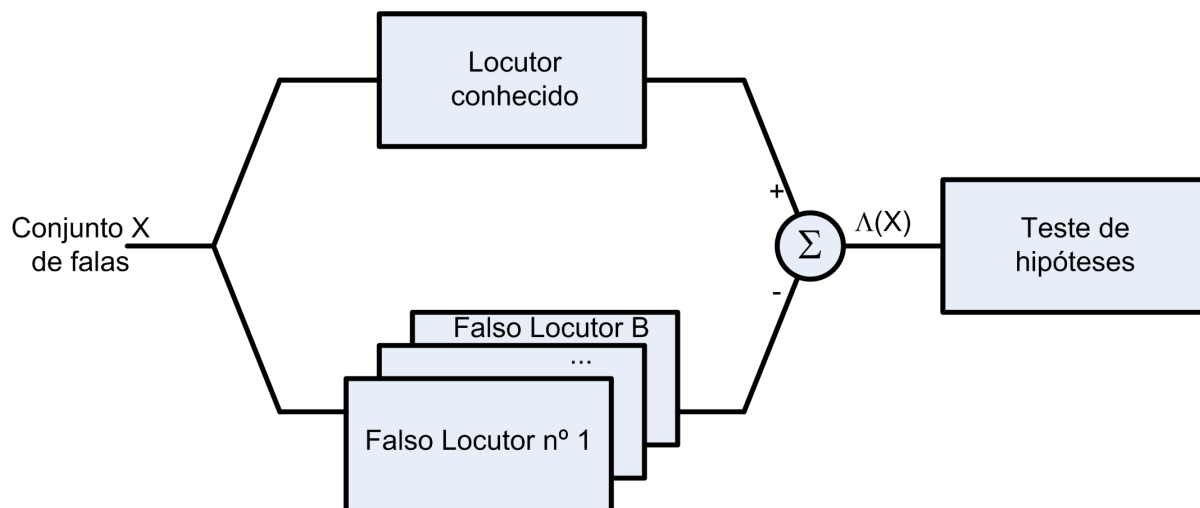 Locutor
conhecido
Conjunto X
de falas
+
Σ
-
Λ(X)
Teste de
hipóteses
Falso Locutor B
...
Falso Locutor nº 1